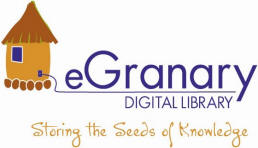 eGranary
DIGITAL LIBRARY
Storing the Seeds of Knowledge